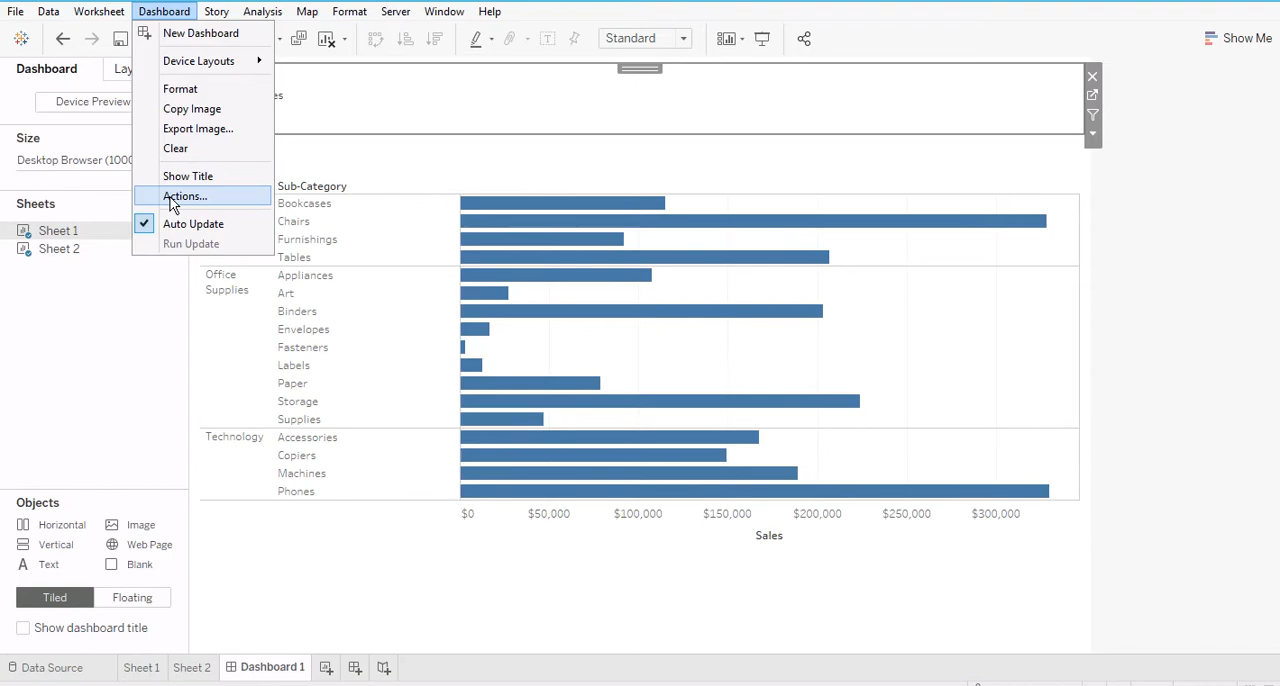 File Data Worksheet Dashboard Story Analysis Map Format Server Window Help
New Dashboard
Device Layouts
Format
Copy Image
Export Image...
Clear
Show Title
Actions...
Auto Update
Run Update
Standard
Show Me
Dashboard
Device Preview
Size
Desktop Browser (1000
Sheets
Sheet 1
Sheet 2
Sub-Category
Bookcases
Chairs
Furnishings
Tables
Office
Supplies
Appliances
Art
Binders
Envelopes
Fasteners
Labels
Paper
Storage
Supplies
Technology
Accessories
Copiers
Machines
Phones
$0 $50,000 $100,000 $150,000 $200,000 $250,000 $300,000
Sales
Objects
Horizontal Image
Vertical Web Page
A Text Blank
Tiled Floating
Show dashboard title
Data Source Sheet 1 Sheet 2 Dashboard 1